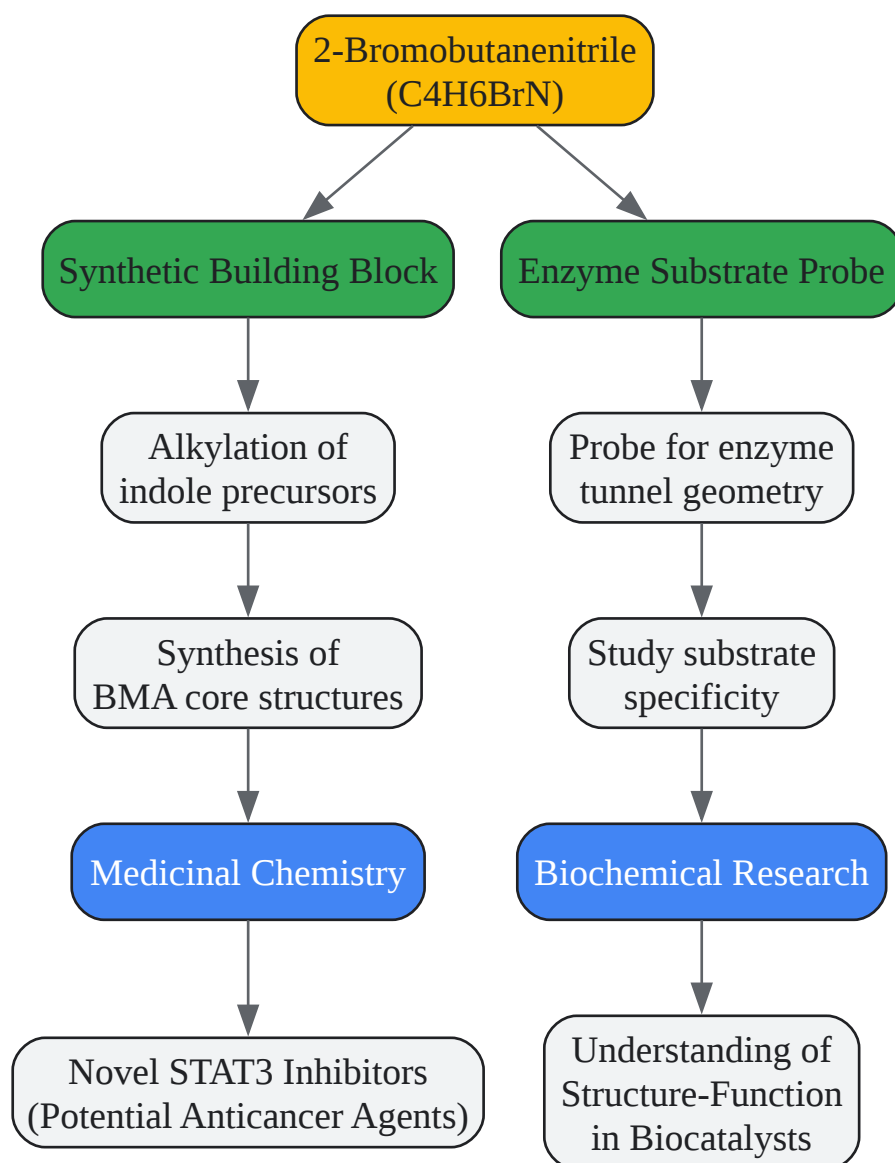 2-Bromobutanenitrile
(C4H6BrN)
Synthetic Building Block
Enzyme Substrate Probe
Alkylation of
indole precursors
Probe for enzyme
tunnel geometry
Synthesis of
BMA core structures
Study substrate
specificity
Medicinal Chemistry
Biochemical Research
Novel STAT3 Inhibitors
(Potential Anticancer Agents)
Understanding of
Structure-Function
in Biocatalysts